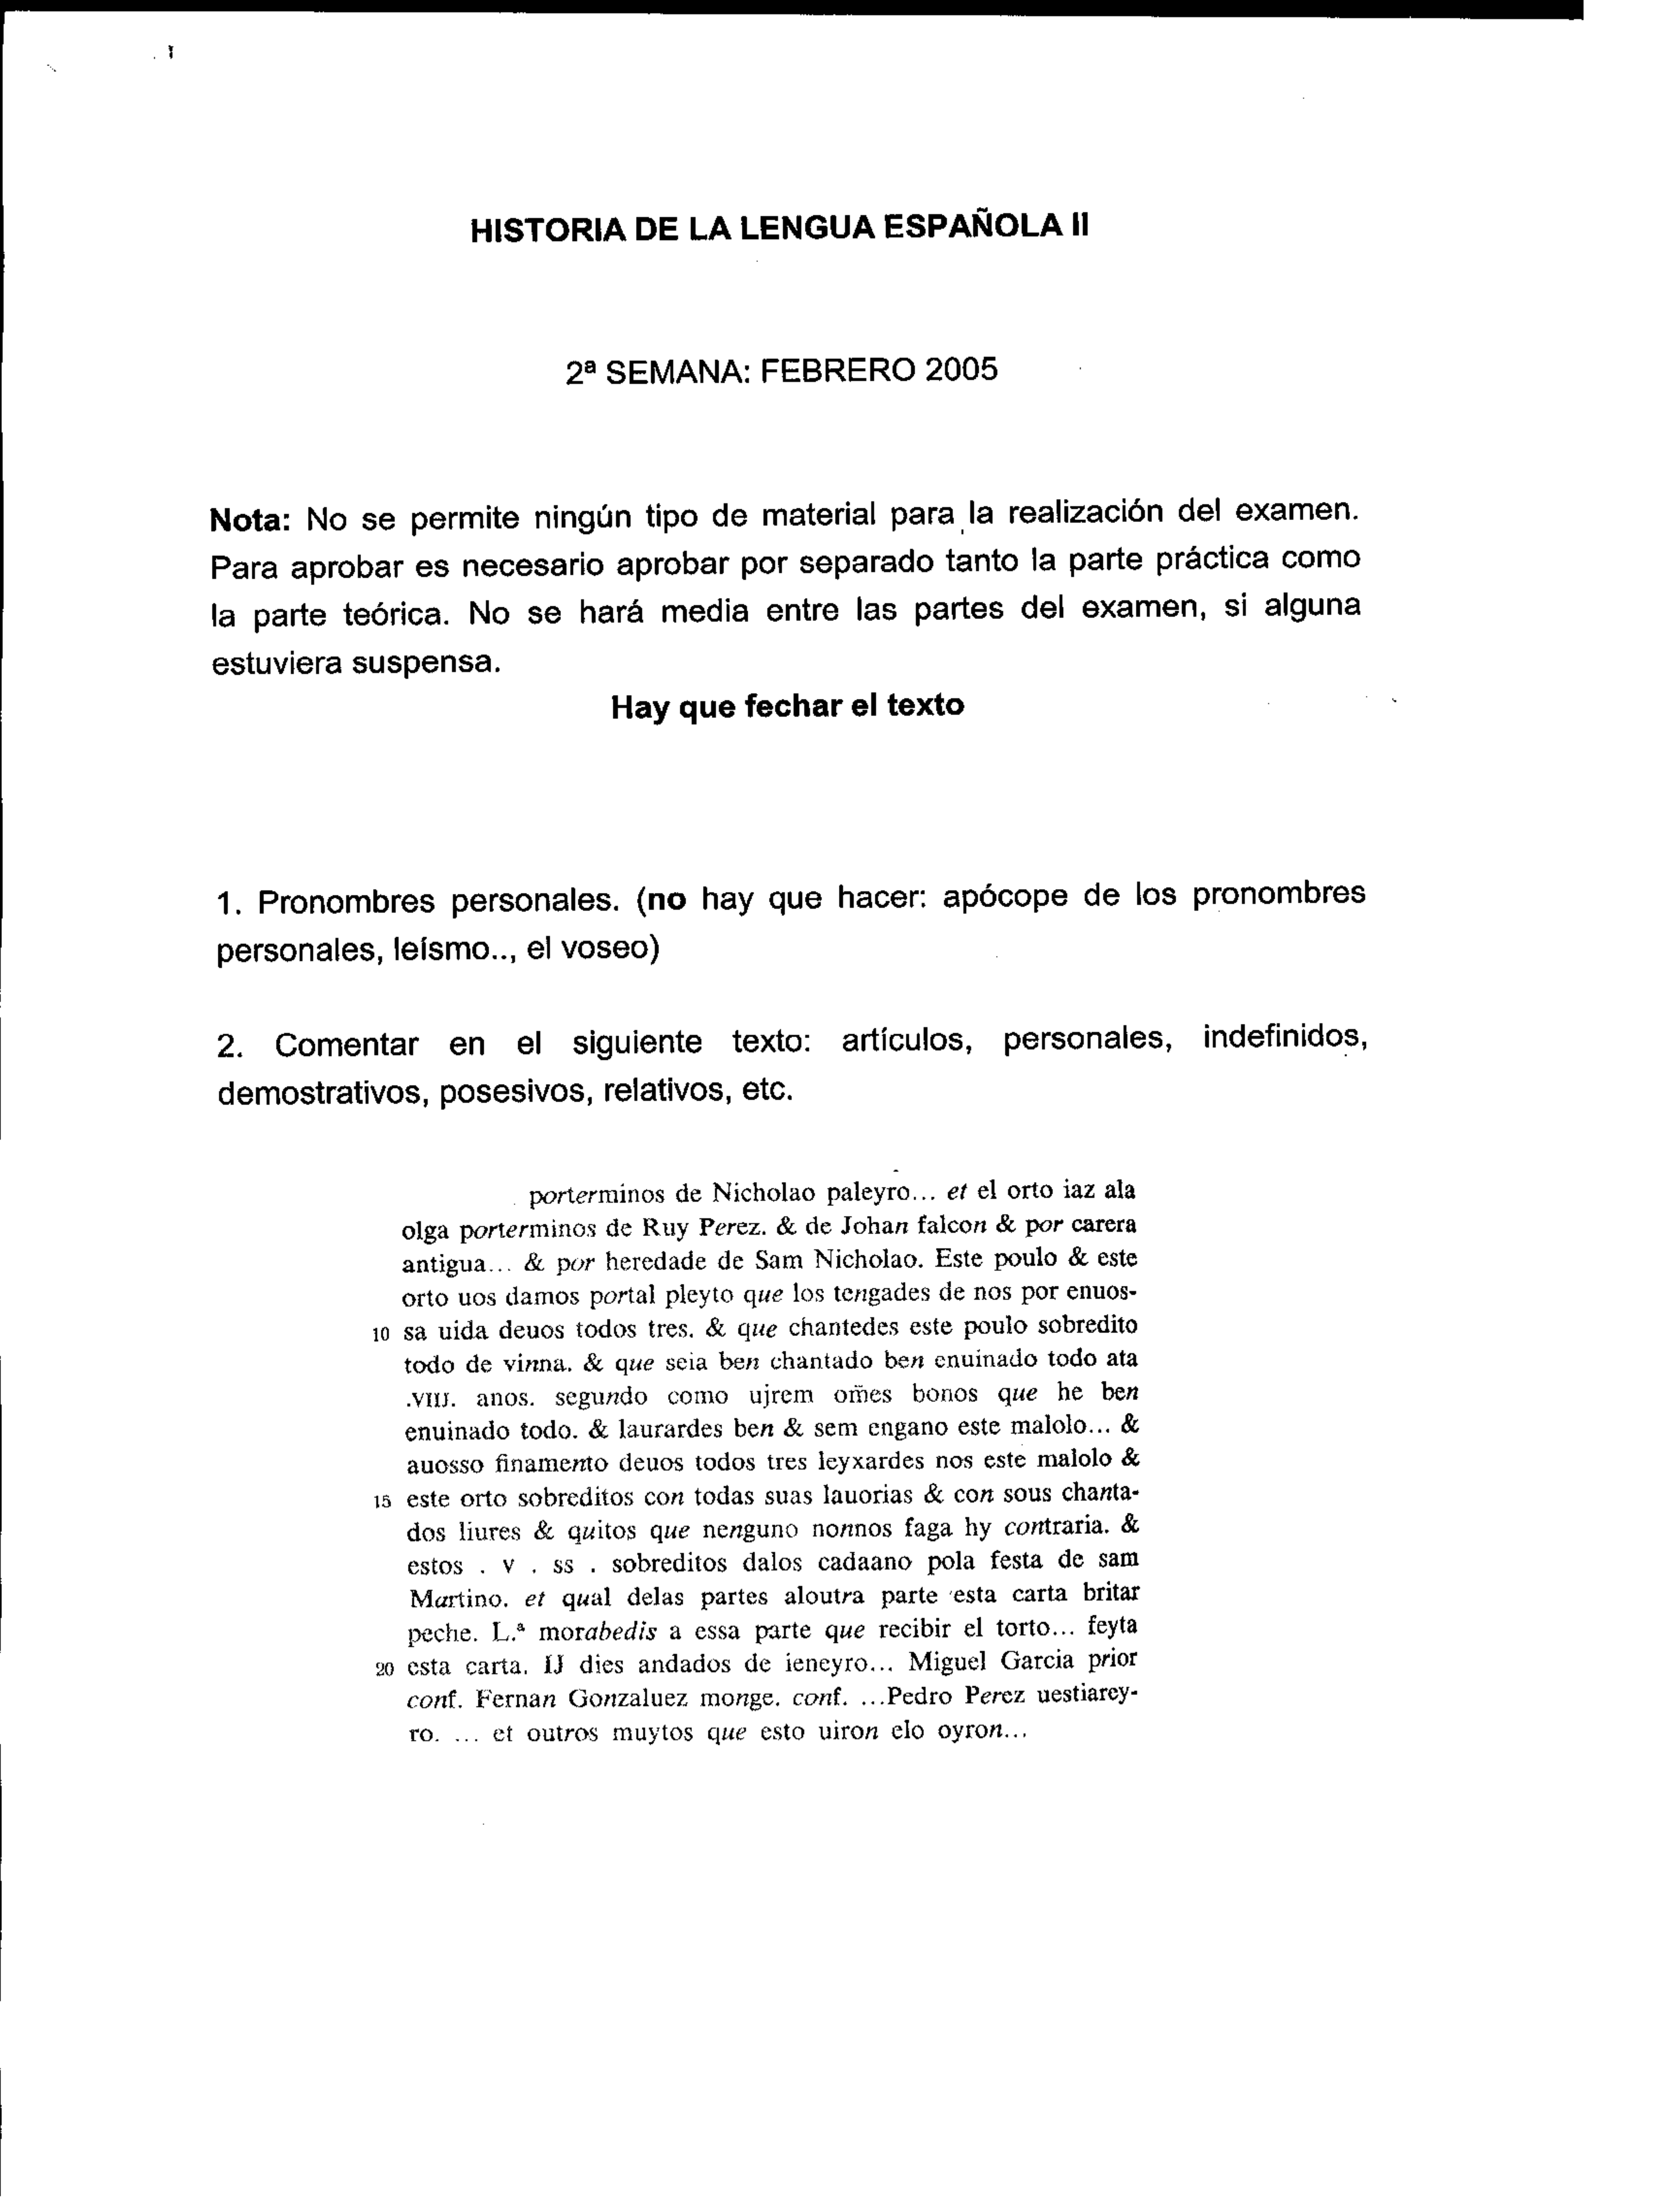 HISTORIA DE LA LENGUA ESPAÑOLA II
2ª SEMANA: FEBRERO 2005
Nota: No se permite ningún tipo de material para la realización del examen.
Para aprobar es necesario aprobar por separado tanto la parte práctica como
la parte teórica. No se hará media entre las partes del examen, si alguna
estuviera suspensa.
Hay que fechar el texto
1. Pronombres personales. (no hay que hacer: apócope de los pronombres
personales, leísmo.., el voseo)
2. Comentar en el siguiente texto: artículos, personales, indefinidos,
demostrativos, posesivos, relativos, etc.
porterminos de Nicholao paleyro... et el orto iaz ala
olga porterminos de Ruy Perez. & de Johan falcon & por carera
antigua... & por heredade de Sam Nicholao. Este poulo & este
orto uos damos portal pleyto que los tengades de nos por enuos-
10 sa uida deuos todos tres. & que chantedes este poulo sobredito
todo de vinna. & que seia ben chantado ben enuinado todo ata
.VIIJ. anos. segundo como ujrem om̃es bonos que he ben
enuinado todo. & laurardes ben & sem engano este malolo... &
auosso finamento deuos todos tres leyxardes nos este malolo &
15 este orto sobreditos con todas suas lauorias & con sous chanta-
dos liures & quitos que nenguno nonnos faga hy contraria. &
estos . v . ss . sobreditos dalos cadaano pola festa de sam
Martino. et qual delas partes aloutra parte esta carta britar
peche. L.ª morabedis a essa parte que recibir el torto... feyta
20 esta carta. IJ dies andados de ieneyro... Miguel Garcia prior
conf. Fernan Gonzaluez monge. conf. ...Pedro Perez uestiarey-
ro. ... et outros muytos que esto uiron elo oyron...